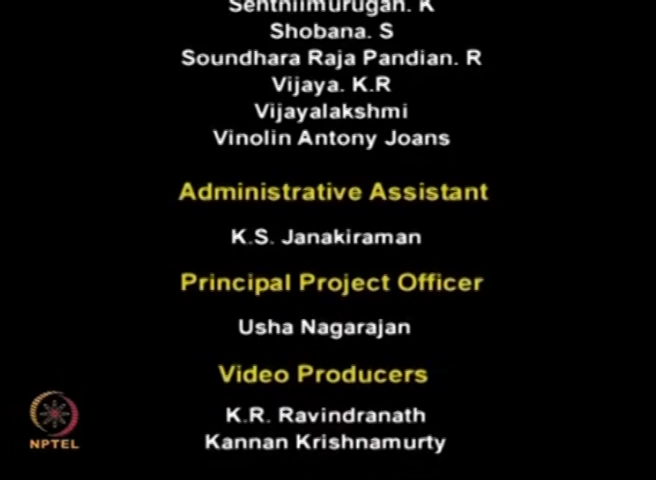 Senthilmurugan. K
Shobana. S
Soundhara Raja Pandian. R
Vijaya. K.R
Vijayalakshmi
Vinolin Antony Joans
Administrative Assistant
K.S. Janakiraman
Principal Project Officer
Usha Nagarajan
Video Producers
K.R. Ravindranath
Kannan Krishnamurty
NPTEL